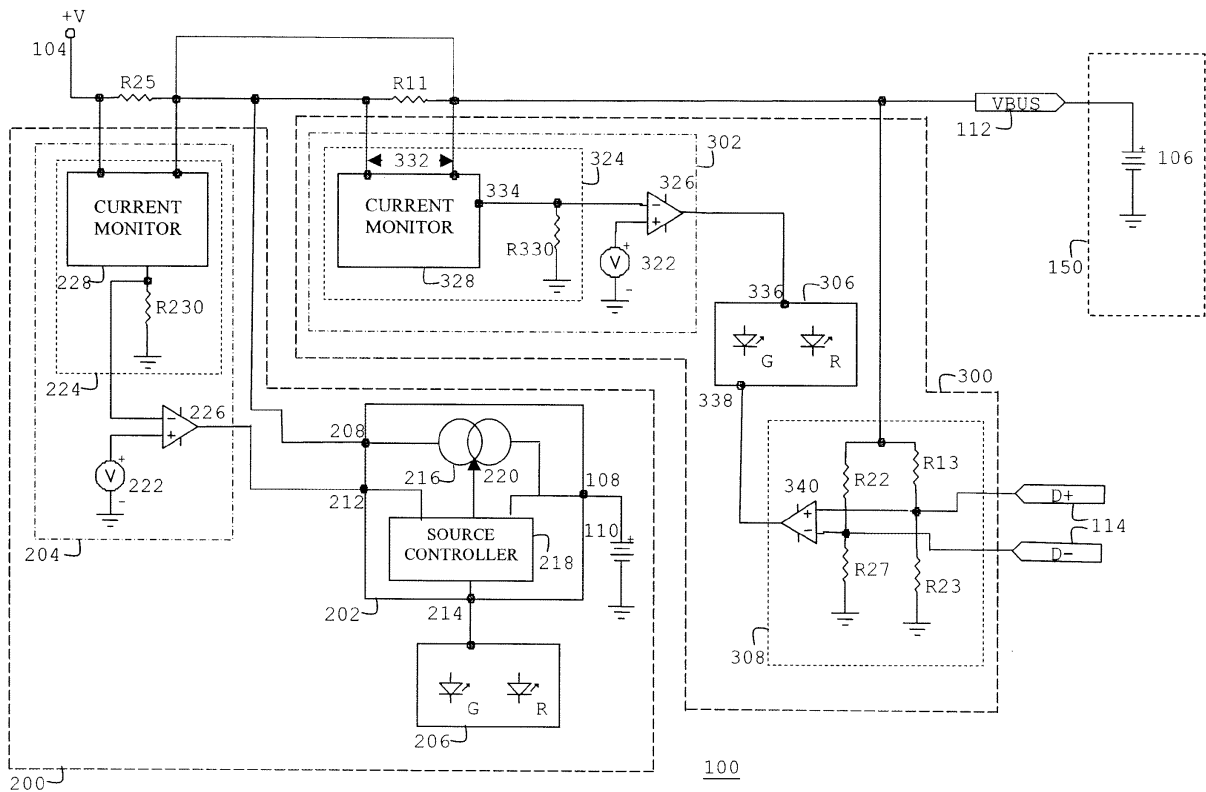 +V
104
R25
R11
VBUS
112
106
150
332
324
302
334
326
CURRENT
MONITOR
CURRENT
MONITOR
R330
V
+
-
322
228
328
R230
336
306
G
R
224
338
300
226
-
+
V
+
-
222
204
208
216
220
212
108
110
+
SOURCE
CONTROLLER
218
202
214
G
R
206
200
340
+
-
R22
R13
R27
R23
D+
114
D-
308
100